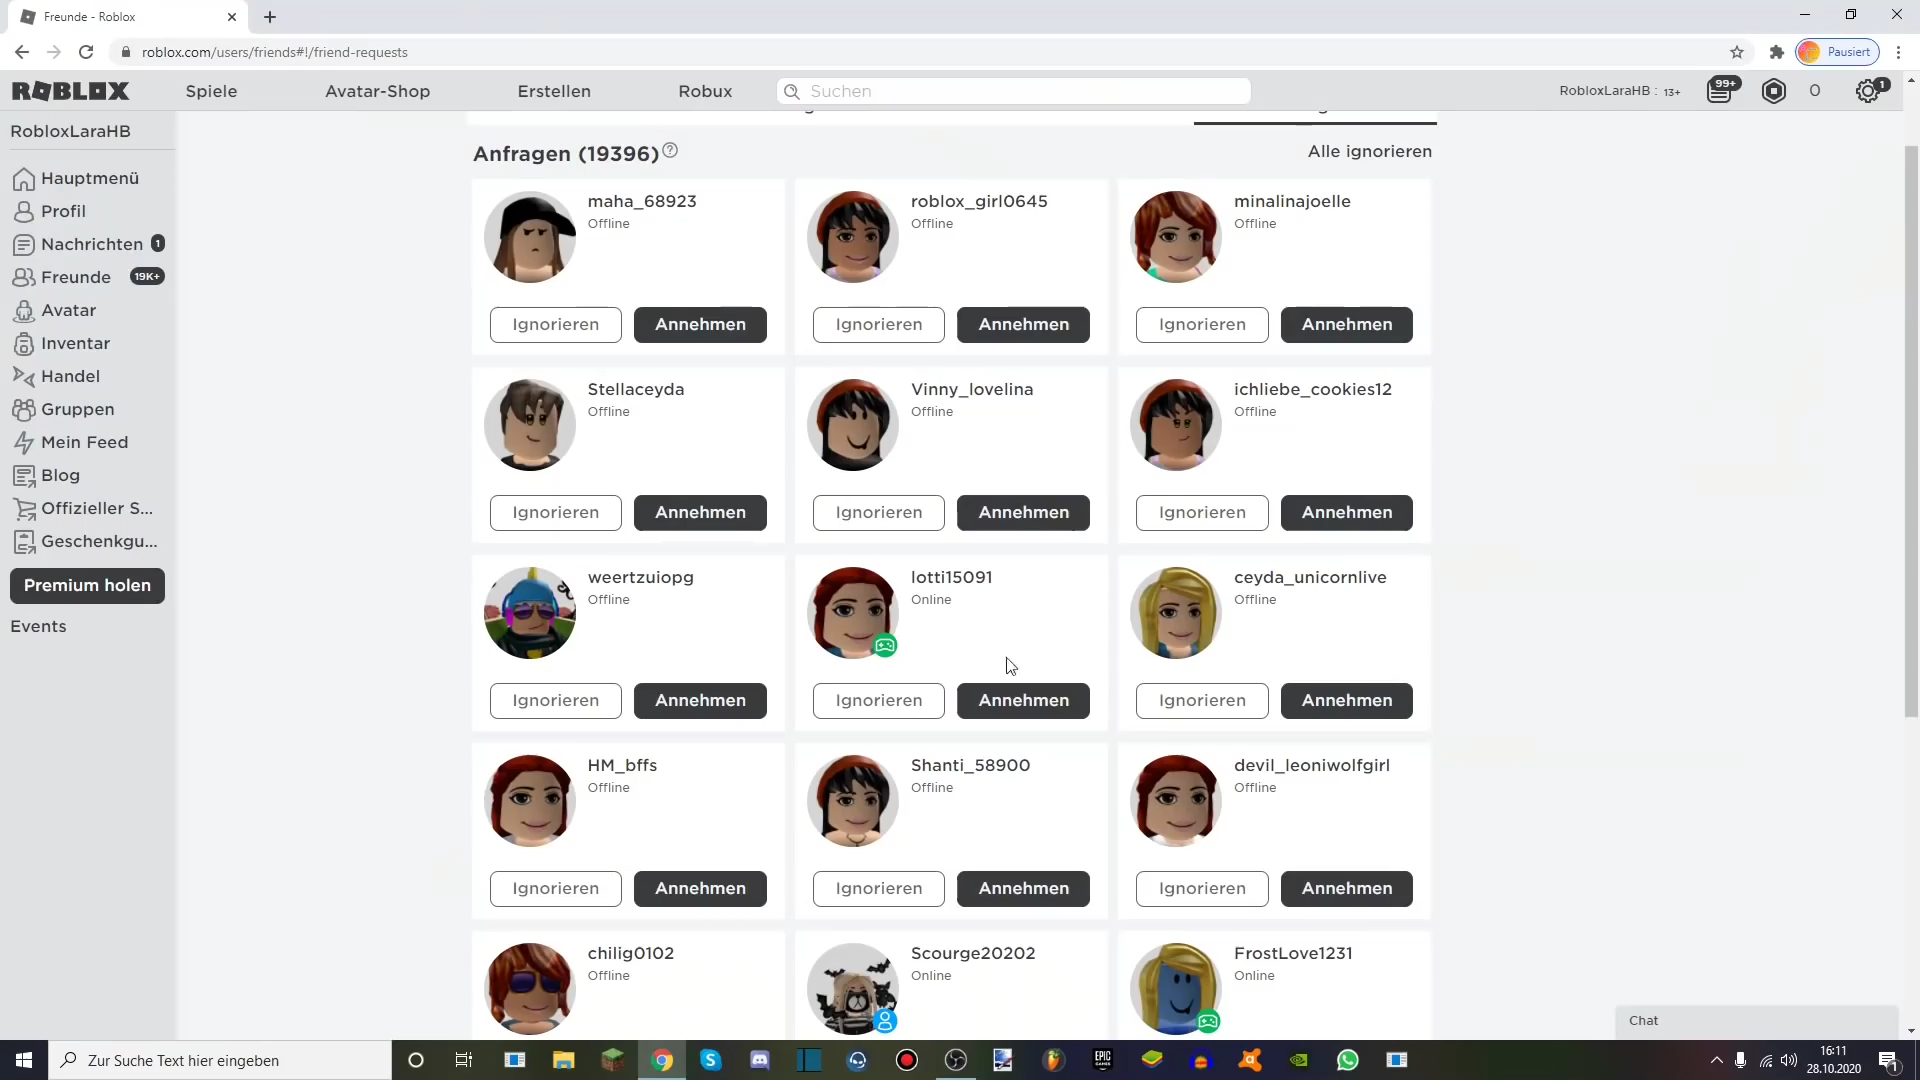 Freunde - Roblox
roblox.com/users/friends#!/friend-requests
Pausiert
ROBLOX
Spiele
Avatar-Shop
Erstellen
Robux
Suchen
RobloxLaraHB : 13+
99+
0
1
RobloxLaraHB
Hauptmenü
Profil
Nachrichten 1
Freunde 19K+
Avatar
Inventar
Handel
Gruppen
Mein Feed
Blog
Offizieller S...
Geschenkgu...
Premium holen
Events
Anfragen (19396)
Alle ignorieren
maha_68923
Offline
Ignorieren
Annehmen
roblox_girl0645
Offline
Ignorieren
Annehmen
minalinajoelle
Offline
Ignorieren
Annehmen
Stellaceyda
Offline
Ignorieren
Annehmen
Vinny_lovelina
Offline
Ignorieren
Annehmen
ichliebe_cookies12
Offline
Ignorieren
Annehmen
weertzuiopg
Offline
Ignorieren
Annehmen
lotti15091
Online
Ignorieren
Annehmen
ceyda_unicornlive
Offline
Ignorieren
Annehmen
HM_bffs
Offline
Ignorieren
Annehmen
Shanti_58900
Offline
Ignorieren
Annehmen
devil_leoniwolfgirl
Offline
Ignorieren
Annehmen
chilig0102
Offline
Scourge20202
Online
FrostLove1231
Online
Chat
Zur Suche Text hier eingeben
EPIC GAMES
16:11
28.10.2020
1